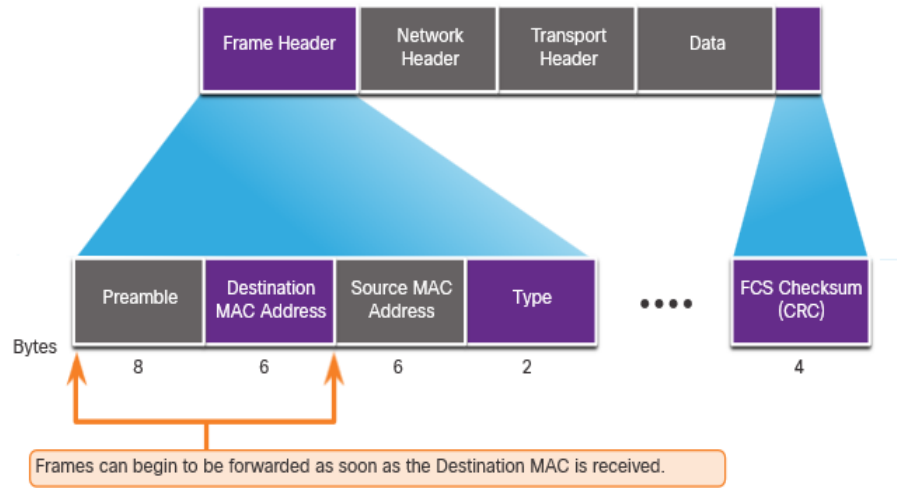 Frame Header
Network
Header
Transport
Header
Data
Preamble
Destination
MAC Address
Source MAC
Address
Type
••••
FCS Checksum
(CRC)
Bytes
8
6
6
2
4
Frames can begin to be forwarded as soon as the Destination MAC is received.